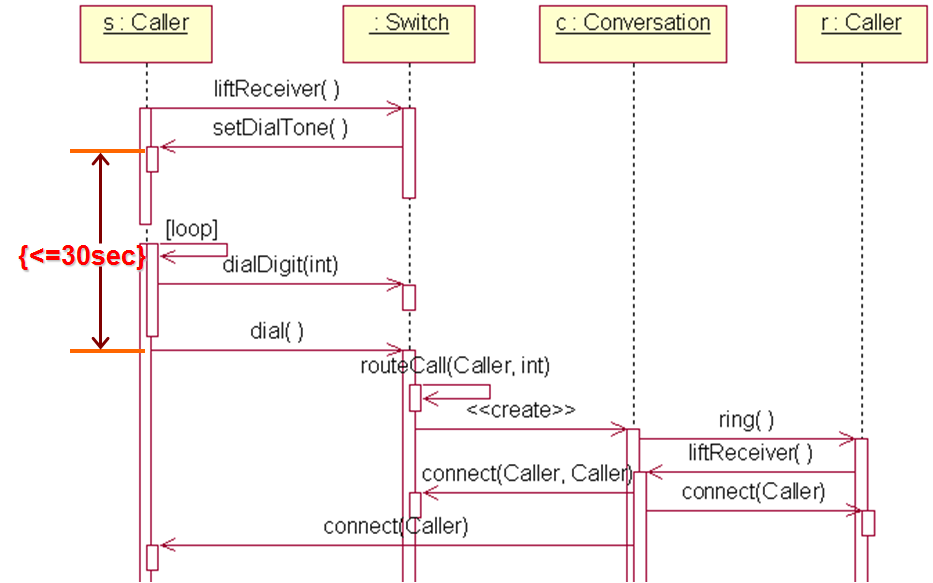 s : Caller
: Switch
c : Conversation
r : Caller
liftReceiver( )
setDialTone( )
[loop]
{<=30sec}
dialDigit(int)
dial( )
routeCall(Caller, int)
<<create>>
ring( )
liftReceiver( )
connect(Caller, Caller)
connect(Caller)
connect(Caller)